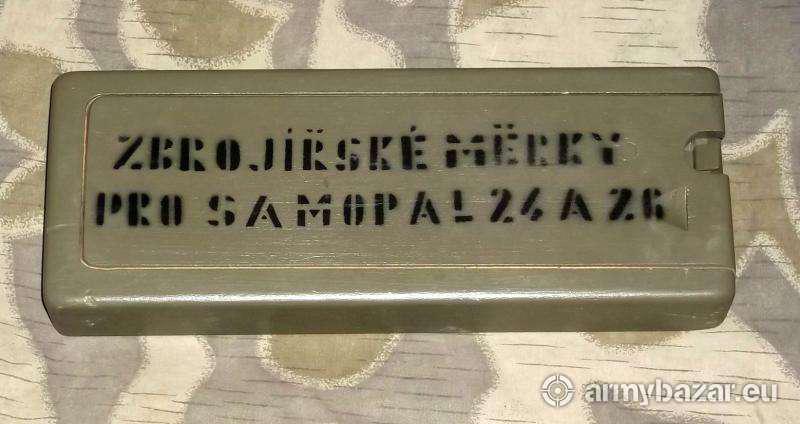 ZBROJÍŘSKÉ MĚRKY
PRO SAMOPAL 24 A 26
armybazar.eu